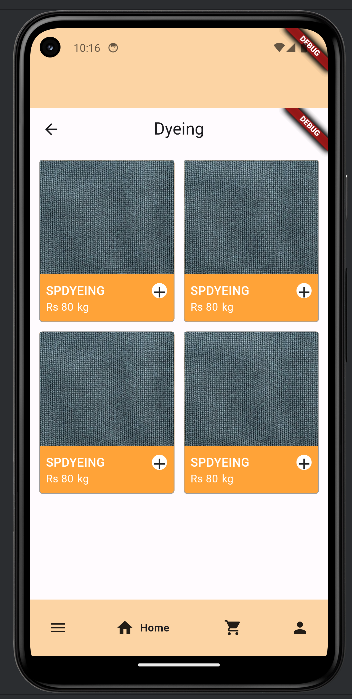 10:16
DEBUG
Dyeing
DEBUG
SPDYEING
Rs 80 kg
SPDYEING
Rs 80 kg
SPDYEING
Rs 80 kg
SPDYEING
Rs 80 kg
Home